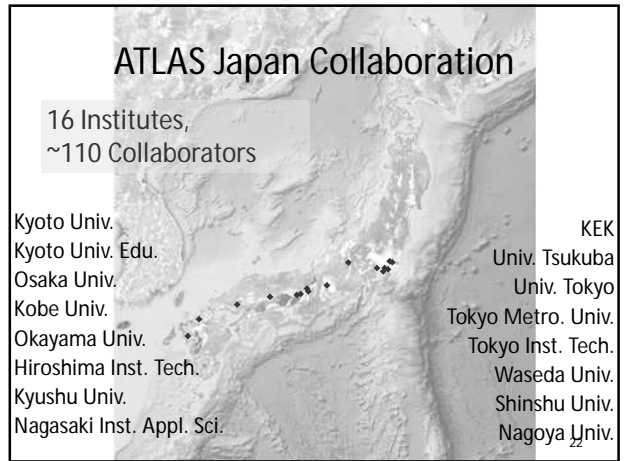 ATLAS Japan Collaboration
16 Institutes,
~110 Collaborators
Kyoto Univ.
Kyoto Univ. Edu.
Osaka Univ.
Kobe Univ.
Okayama Univ.
Hiroshima Inst. Tech.
Kyushu Univ.
Nagasaki Inst. Appl. Sci.
KEK
Univ. Tsukuba
Univ. Tokyo
Tokyo Metro. Univ.
Tokyo Inst. Tech.
Waseda Univ.
Shinshu Univ.
Nagoya Univ.
22